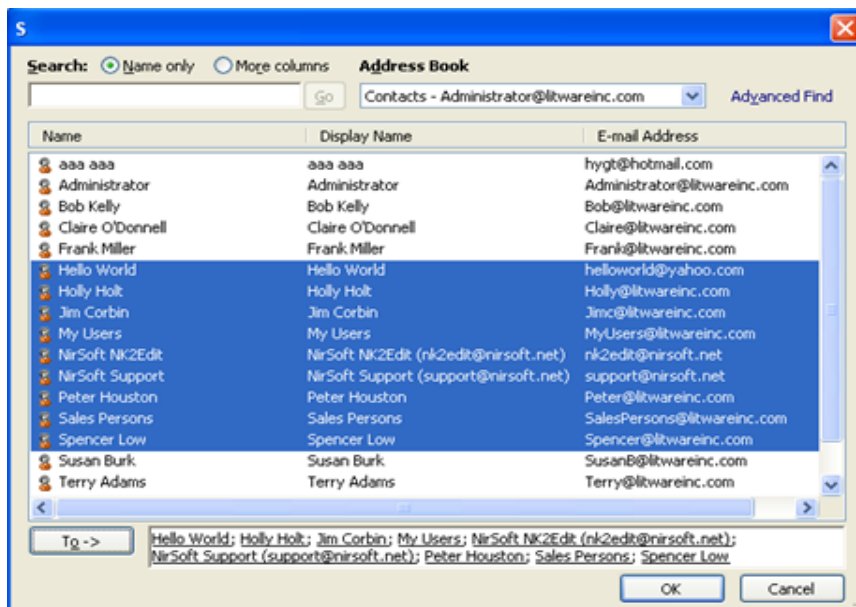 S
Search: Name only More columns Address Book
Go Contacts - Administrator@litwareinc.com Advanced Find
Name Display Name E-mail Address
aaa aaa aaa aaa hygt@hotmail.com
Administrator Administrator Administrator@litwareinc.com
Bob Kelly Bob Kelly Bob@litwareinc.com
Claire O'Donnell Claire O'Donnell Claire@litwareinc.com
Frank Miller Frank Miller Frank@litwareinc.com
Hello World Hello World helloworld@yahoo.com
Holly Holt Holly Holt Holly@litwareinc.com
Jim Corbin Jim Corbin Jimc@litwareinc.com
My Users My Users MyUsers@litwareinc.com
NirSoft NK2Edit NirSoft NK2Edit (nk2edit@nirsoft.net) nk2edit@nirsoft.net
NirSoft Support NirSoft Support (support@nirsoft.net) support@nirsoft.net
Peter Houston Peter Houston Peter@litwareinc.com
Sales Persons Sales Persons SalesPersons@litwareinc.com
Spencer Low Spencer Low Spencer@litwareinc.com
Susan Burk Susan Burk SusanB@litwareinc.com
Terry Adams Terry Adams Terry@litwareinc.com
To -> Hello World; Holly Holt; Jim Corbin; My Users; NirSoft NK2Edit (nk2edit@nirsoft.net);
NirSoft Support (support@nirsoft.net); Peter Houston; Sales Persons; Spencer Low
OK Cancel